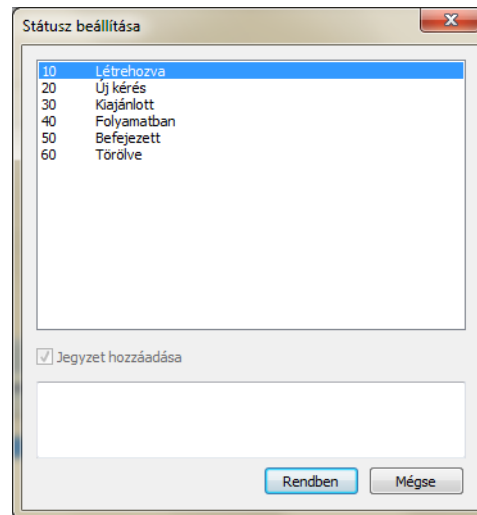 Státusz beállítása
10 Létrehozva
20 Új kérés
30 Kiajánlott
40 Folyamatban
50 Befejezett
60 Törölve
Jegyzet hozzáadása
Rendben Mégse